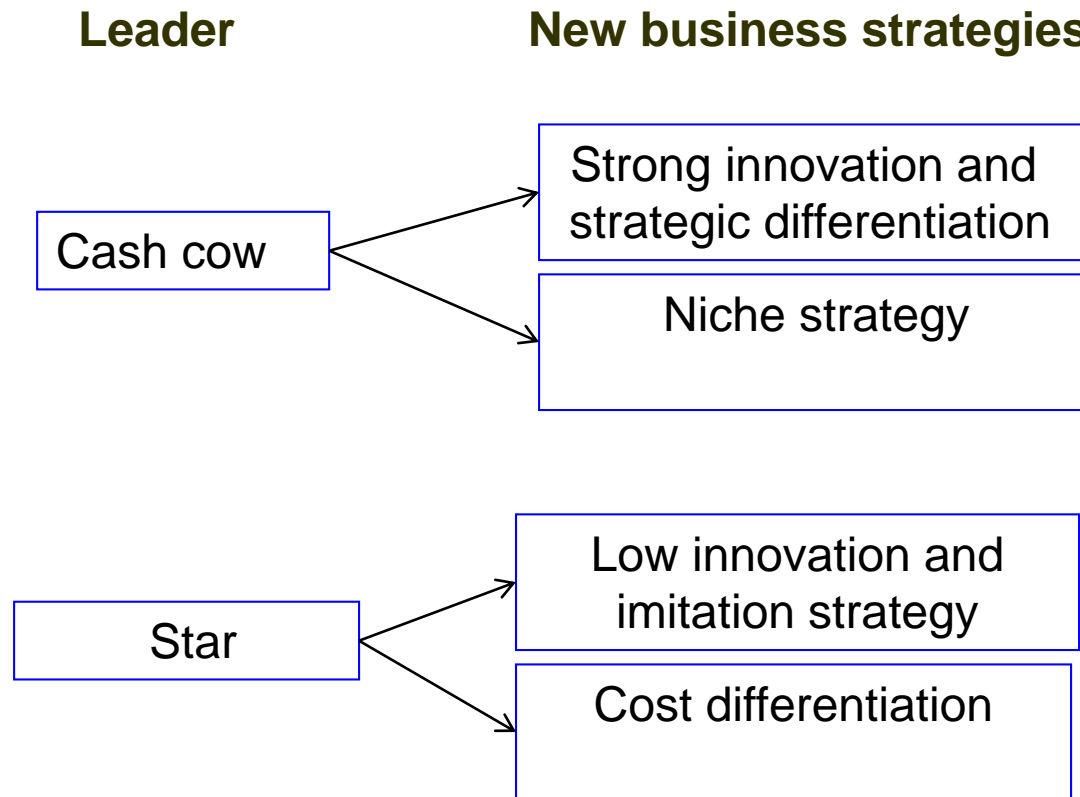 Leader
New business strategies
Strong innovation and
strategic differentiation
Cash cow
Niche strategy
Low innovation and
imitation strategy
Star
Cost differentiation